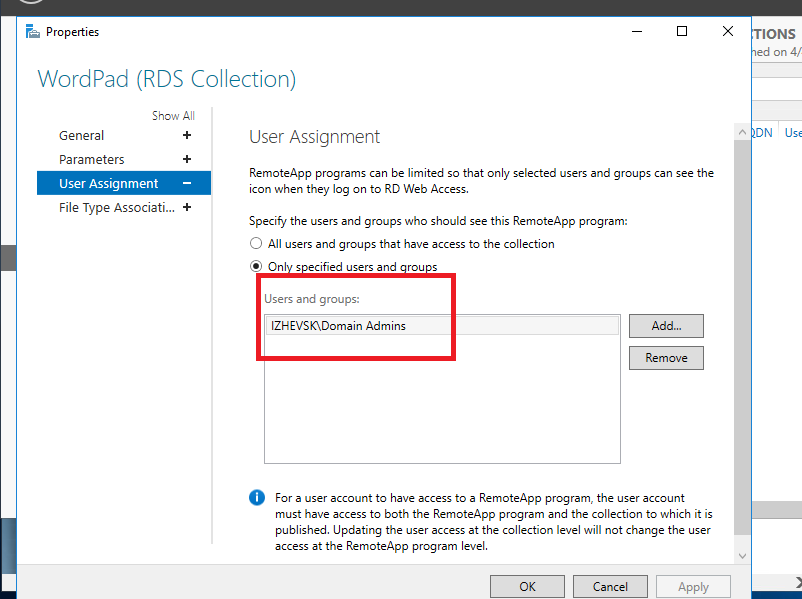 Properties
WordPad (RDS Collection)
Show All
General +
Parameters +
User Assignment –
File Type Associati... +
User Assignment
RemoteApp programs can be limited so that only selected users and groups can see the
icon when they log on to RD Web Access.
Specify the users and groups who should see this RemoteApp program:
All users and groups that have access to the collection
Only specified users and groups
Users and groups:
IZHEVSK\Domain Admins
Add...
Remove
For a user account to have access to a RemoteApp program, the user account
must have access to both the RemoteApp program and the collection to which it is
published. Updating the user access at the collection level will not change the user
access at the RemoteApp program level.
OK Cancel Apply
TIONS
ned on 4/
QDN Use